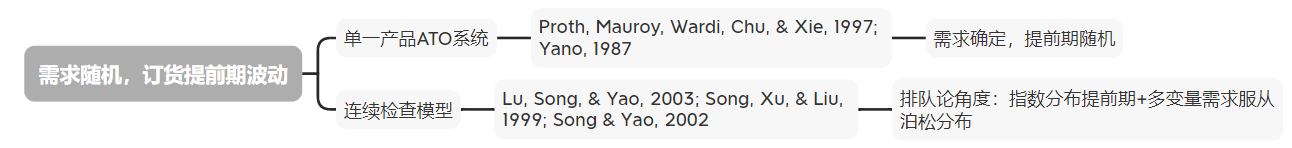 需求随机，订货提前期波动
单一产品ATO系统
Proth, Mauroy, Wardi, Chu, & Xie, 1997;
Yano, 1987
需求确定，提前期随机
连续检查模型
Lu, Song, & Yao, 2003; Song, Xu, & Liu,
1999; Song & Yao, 2002
排队论角度：指数分布提前期+多变量需求服从
泊松分布